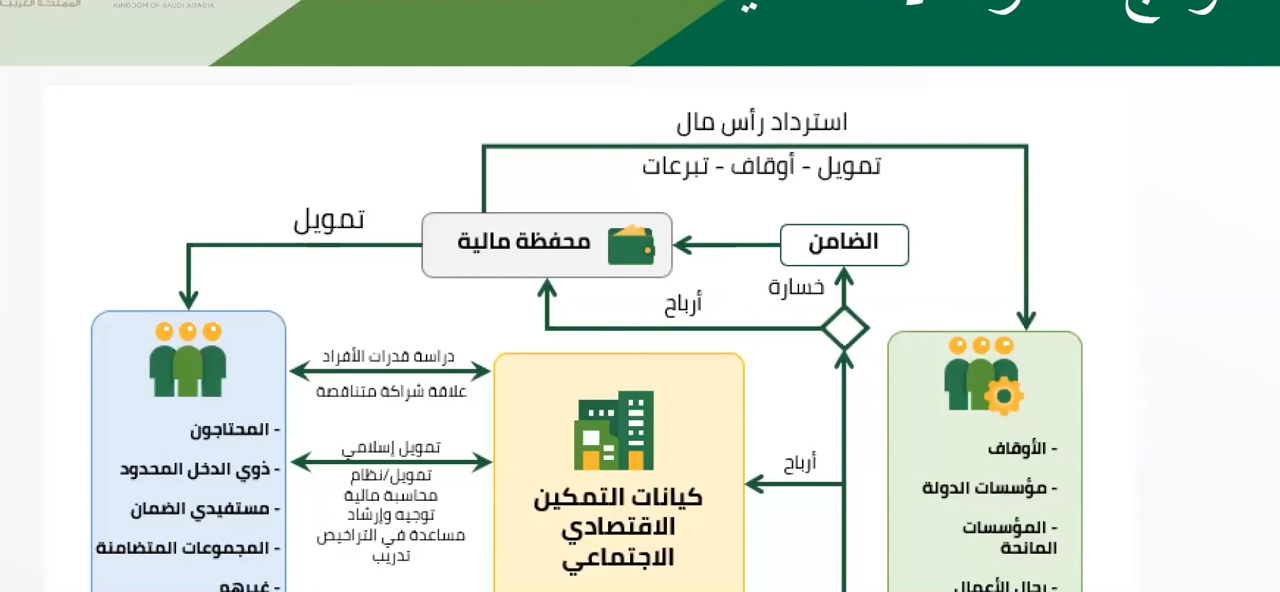 KINGDOM OF SAUDI ARABIA
استرداد رأس مال
تمويل - أوقاف - تبرعات
تمويل
محفظة مالية
الضامن
خسارة
أرباح
دراسة قدرات الأفراد
علاقة شراكة متناقصة
تمويل إسلامي
تمويل/نظام
محاسبة مالية
توجيه وإرشاد
مساعدة في التراخيص
تدريب
- المحتاجون
- ذوي الدخل المحدود
- مستفيدي الضمان
- المجموعات المتضامنة
- غيرهم
كيانات التمكين
الاقتصادي
الاجتماعي
أرباح
- الأوقاف
- مؤسسات الدولة
- المؤسسات
المانحة
- رجال الأعمال